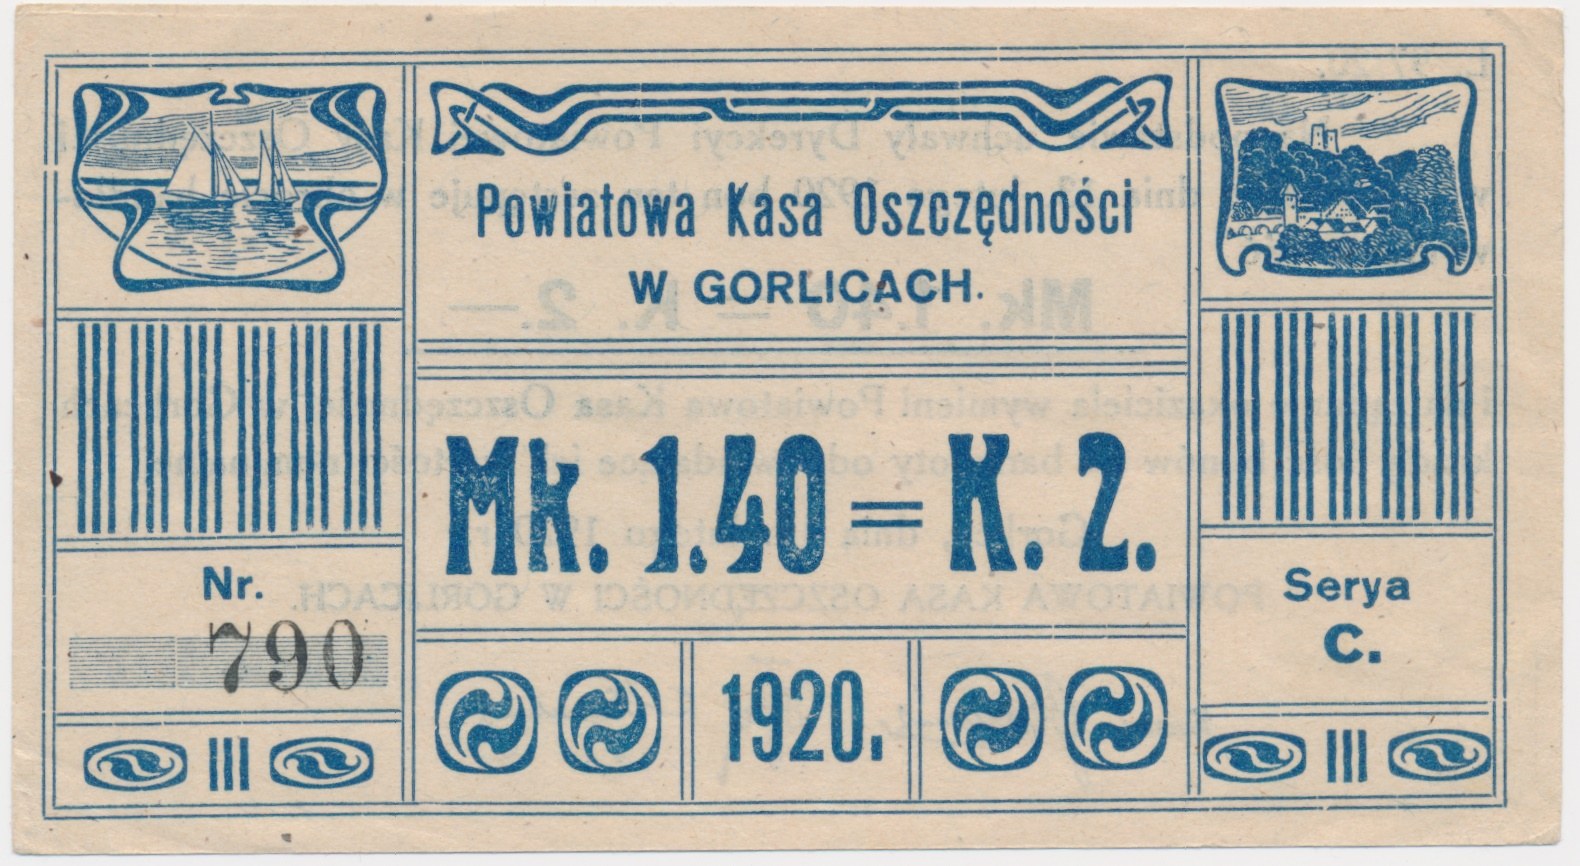 Powiatowa Kasa Oszczędności
W GORLICACH.
Mk. 1.40 = K. 2.
Nr.
790
Serya
C.
1920.